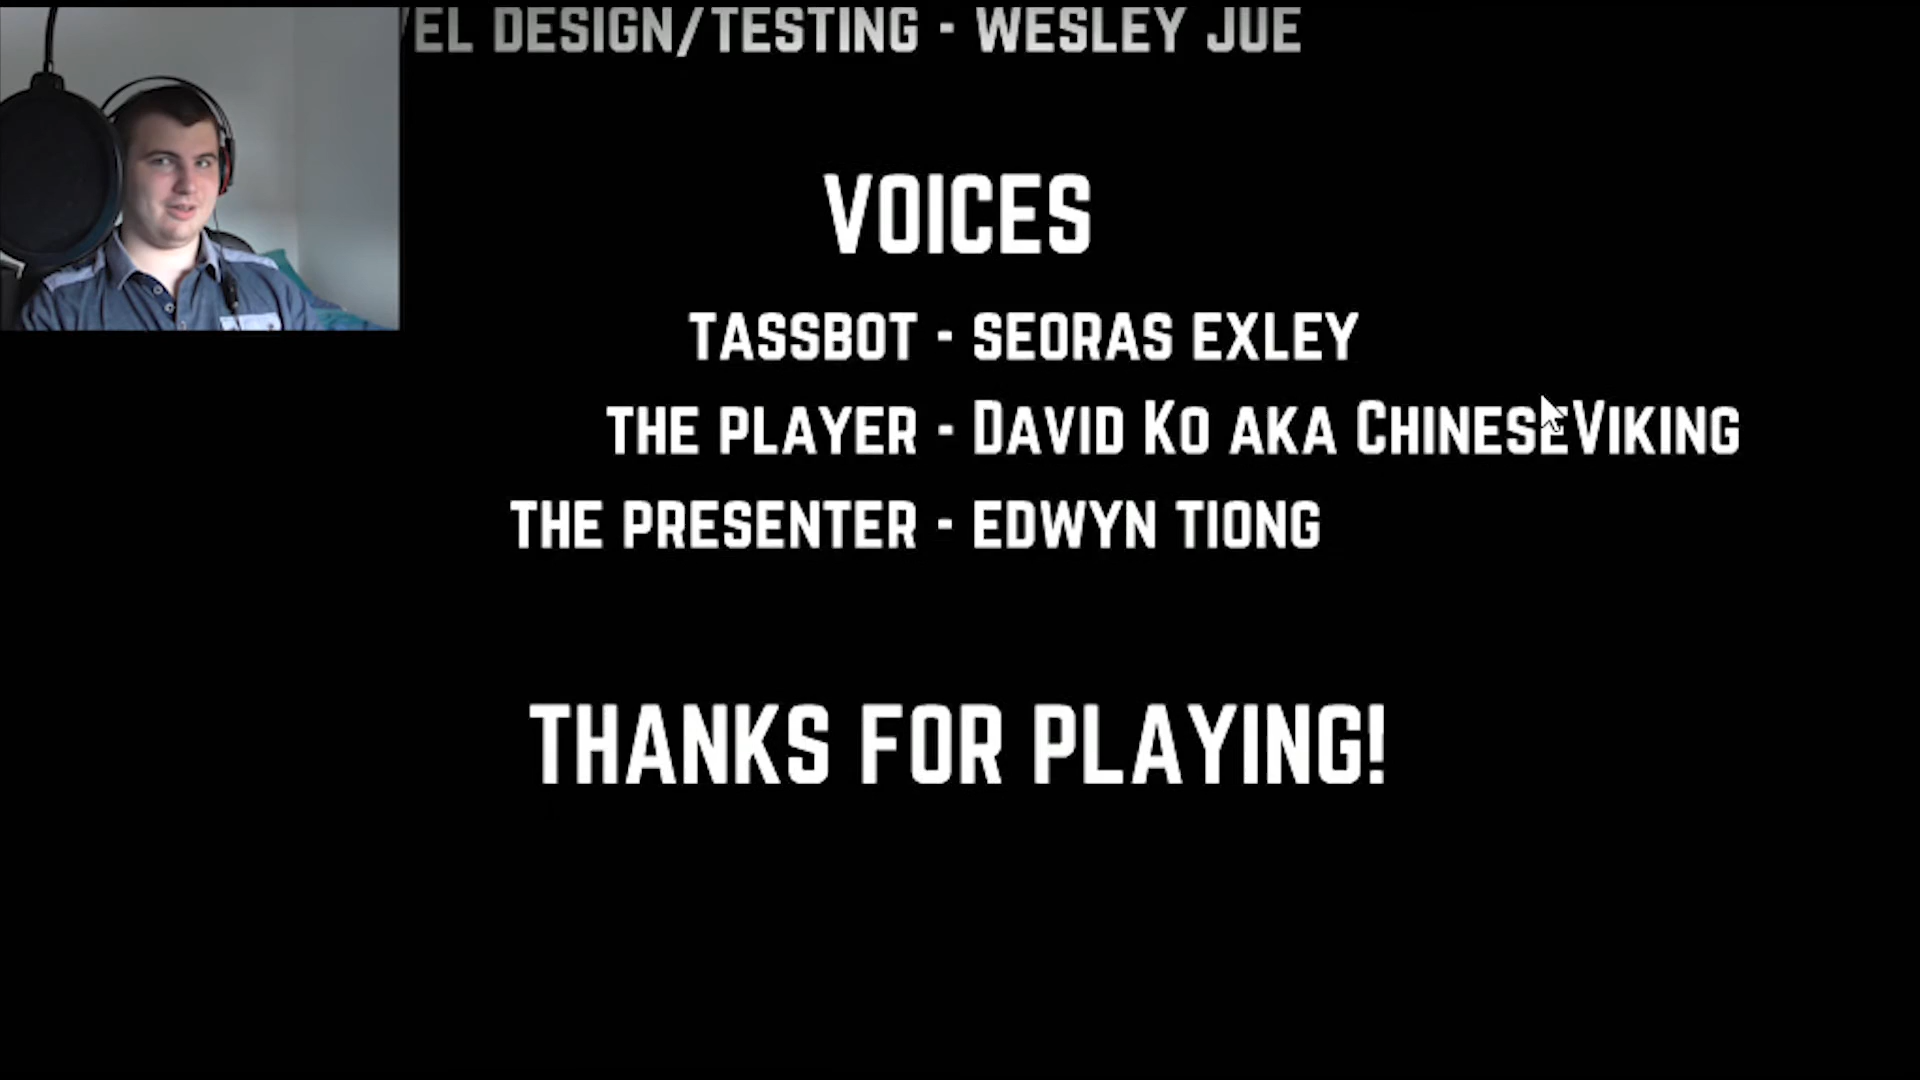 VEL DESIGN/TESTING - WESLEY JUE
VOICES
TASSBOT - SEORAS EXLEY
THE PLAYER - DAVID KO AKA CHINESEVIKING
THE PRESENTER - EDWYN TIONG
THANKS FOR PLAYING!